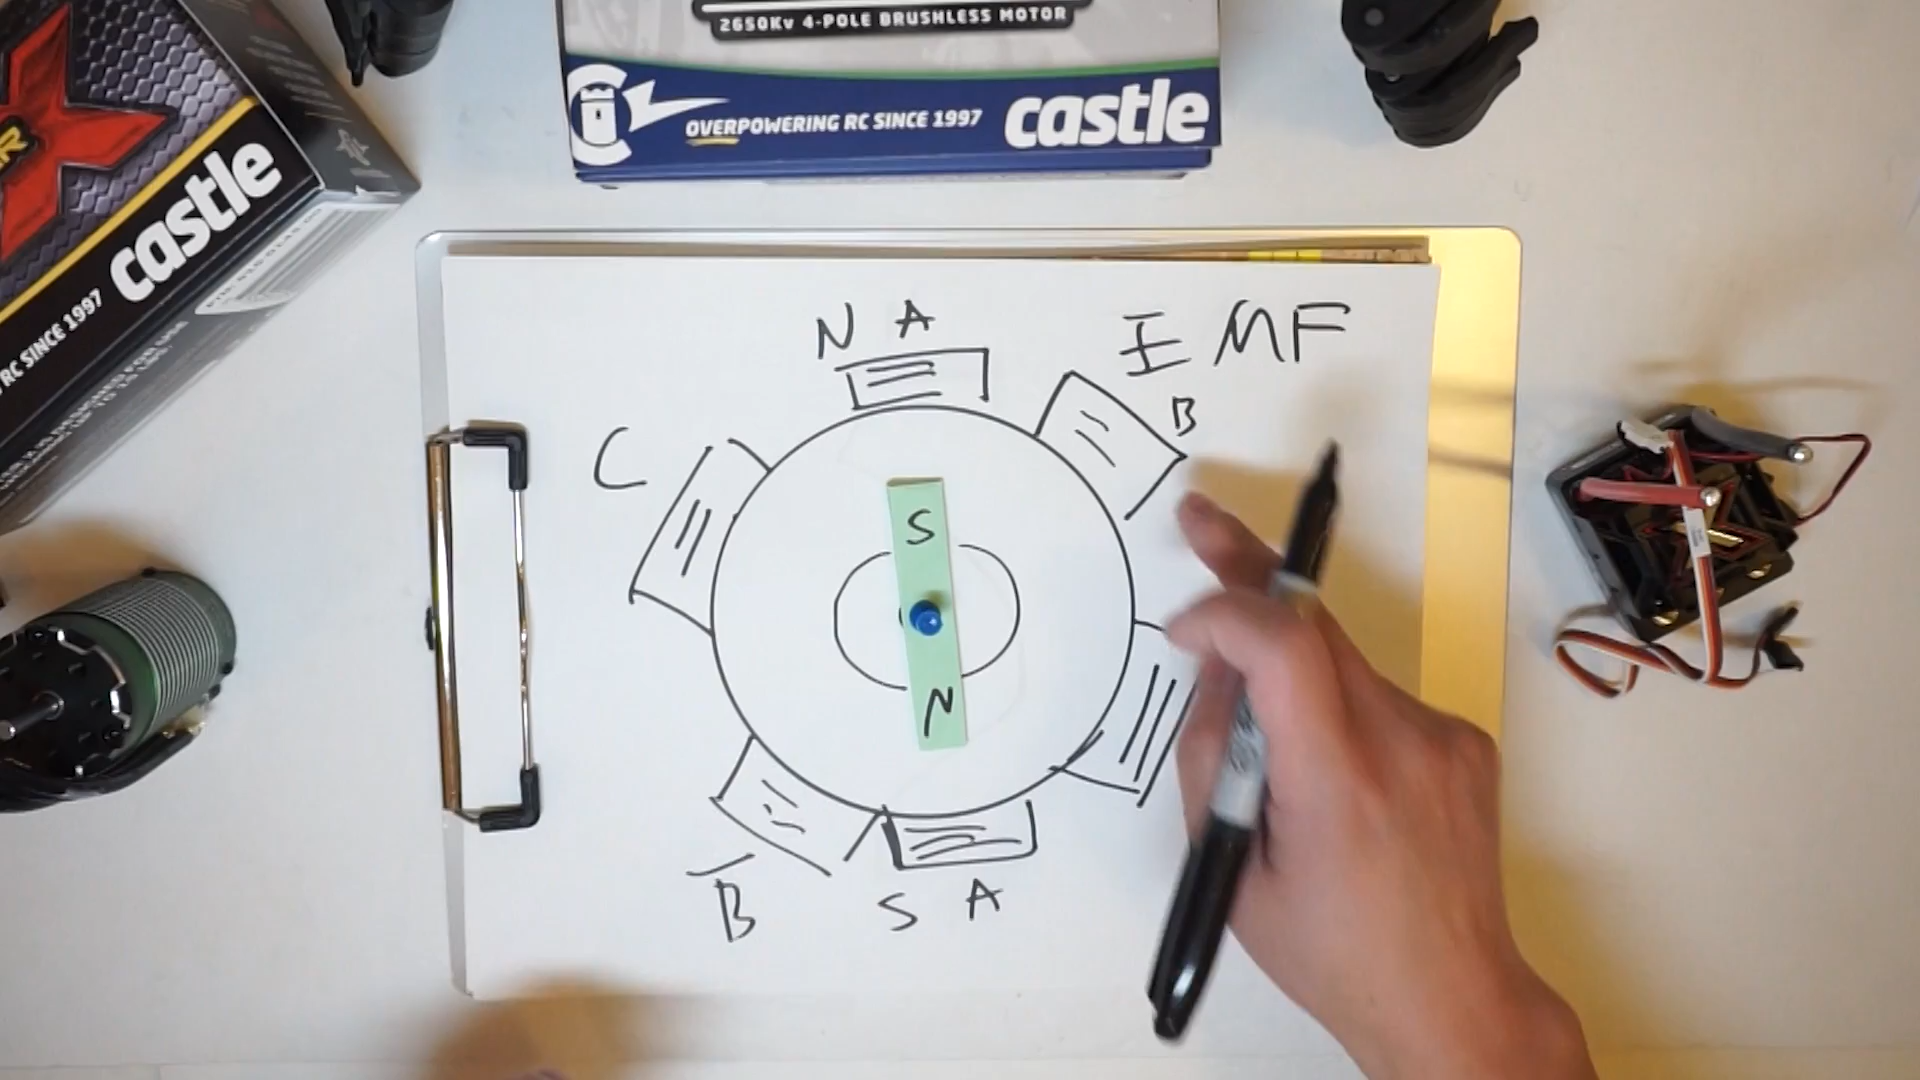 2650Kv 4-POLE BRUSHLESS MOTOR
OVERPOWERING RC SINCE 1997
castle
castle
RC SINCE 1997
N A
EMF
B
C
S
N
B
S A